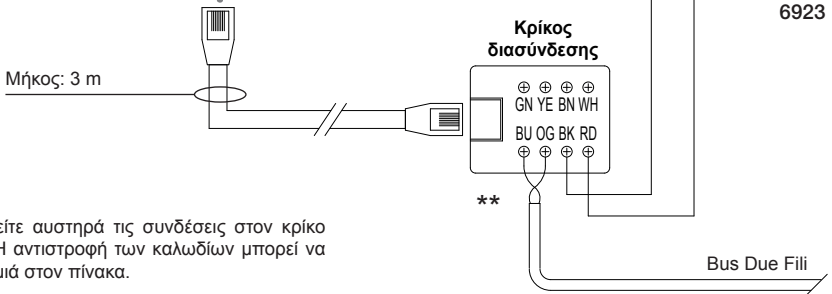 6923
Κρίκος
διασύνδεσης
Μήκος: 3 m
GN YE BN WH
BU OG BK RD
**
είτε αυστηρά τις συνδέσεις στον κρίκο
Η αντιστροφή των καλωδίων μπορεί να
μιά στον πίνακα.
Bus Due Fili